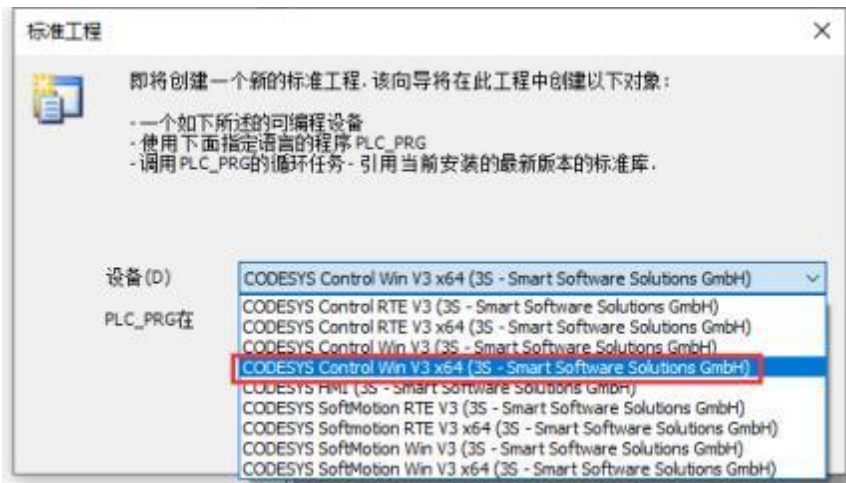 标准工程
即将创建一个新的标准工程.该向导将在此工程中创建以下对象:
-一个如下所述的可编程设备
-使用下面指定语言的程序PLC_PRG
-调用PLC_PRG的循环任务-引用当前安装的最新版本的标准库.
设备(D)
CODESYS Control Win V3 x64 (3S - Smart Software Solutions GmbH)
PLC_PRG在
CODESYS Control RTE V3 (3S - Smart Software Solutions GmbH)
CODESYS Control RTE V3 x64 (3S - Smart Software Solutions GmbH)
CODESYS Control Win V3 (3S - Smart Software Solutions GmbH)
CODESYS Control Win V3 x64 (3S - Smart Software Solutions GmbH)
CODESYS HMI (3S - Smart Software Solutions GmbH)
CODESYS SoftMotion RTE V3 (3S - Smart Software Solutions GmbH)
CODESYS Softmotion RTE V3 x64 (3S - Smart Software Solutions GmbH)
CODESYS SoftMotion Win V3 (3S - Smart Software Solutions GmbH)
CODESYS SoftMotion Win V3 x64 (3S - Smart Software Solutions GmbH)